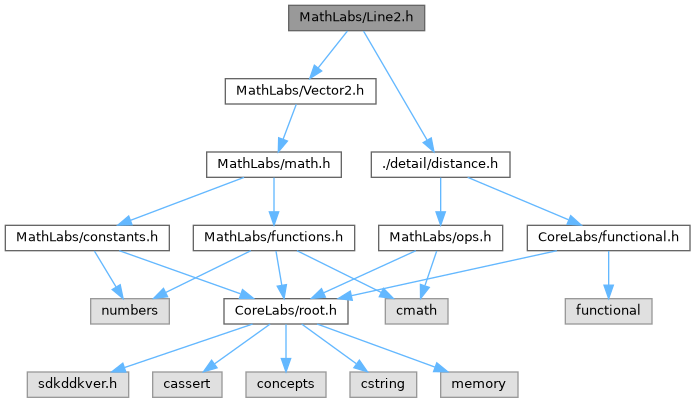 MathLabs/Line2.h
MathLabs/Vector2.h
MathLabs/math.h
./detail/distance.h
MathLabs/constants.h
MathLabs/functions.h
MathLabs/ops.h
CoreLabs/functional.h
numbers
CoreLabs/root.h
cmath
functional
sdkddkver.h
cassert
concepts
cstring
memory